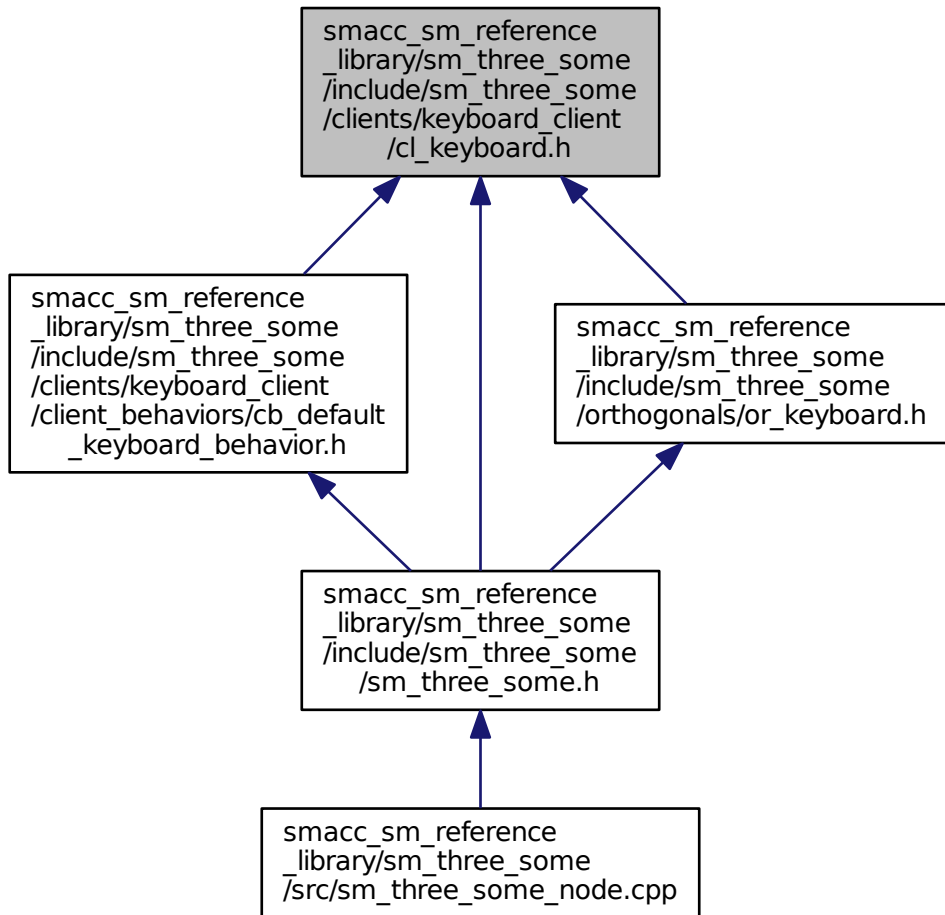 smacc_sm_reference
_library/sm_three_some
/include/sm_three_some
/clients/keyboard_client
/cl_keyboard.h
smacc_sm_reference
_library/sm_three_some
/include/sm_three_some
/clients/keyboard_client
/client_behaviors/cb_default
_keyboard_behavior.h
smacc_sm_reference
_library/sm_three_some
/include/sm_three_some
/orthogonals/or_keyboard.h
smacc_sm_reference
_library/sm_three_some
/include/sm_three_some
/sm_three_some.h
smacc_sm_reference
_library/sm_three_some
/src/sm_three_some_node.cpp